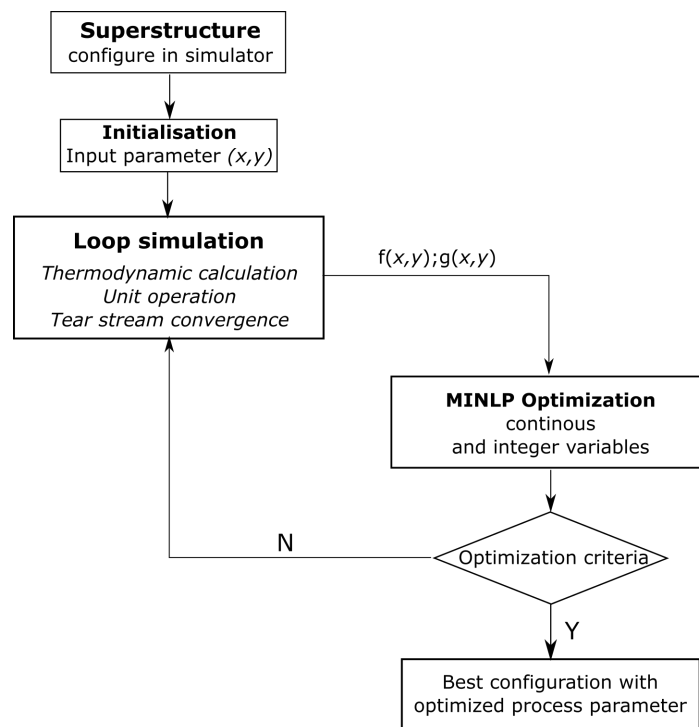 Superstructure
configure in simulator
Initialisation
Input parameter (x,y)
Loop simulation
Thermodynamic calculation
Unit operation
Tear stream convergence
f(x,y);g(x,y)
MINLP Optimization
continous
and integer variables
N
Optimization criteria
Y
Best configuration with
optimized process parameter